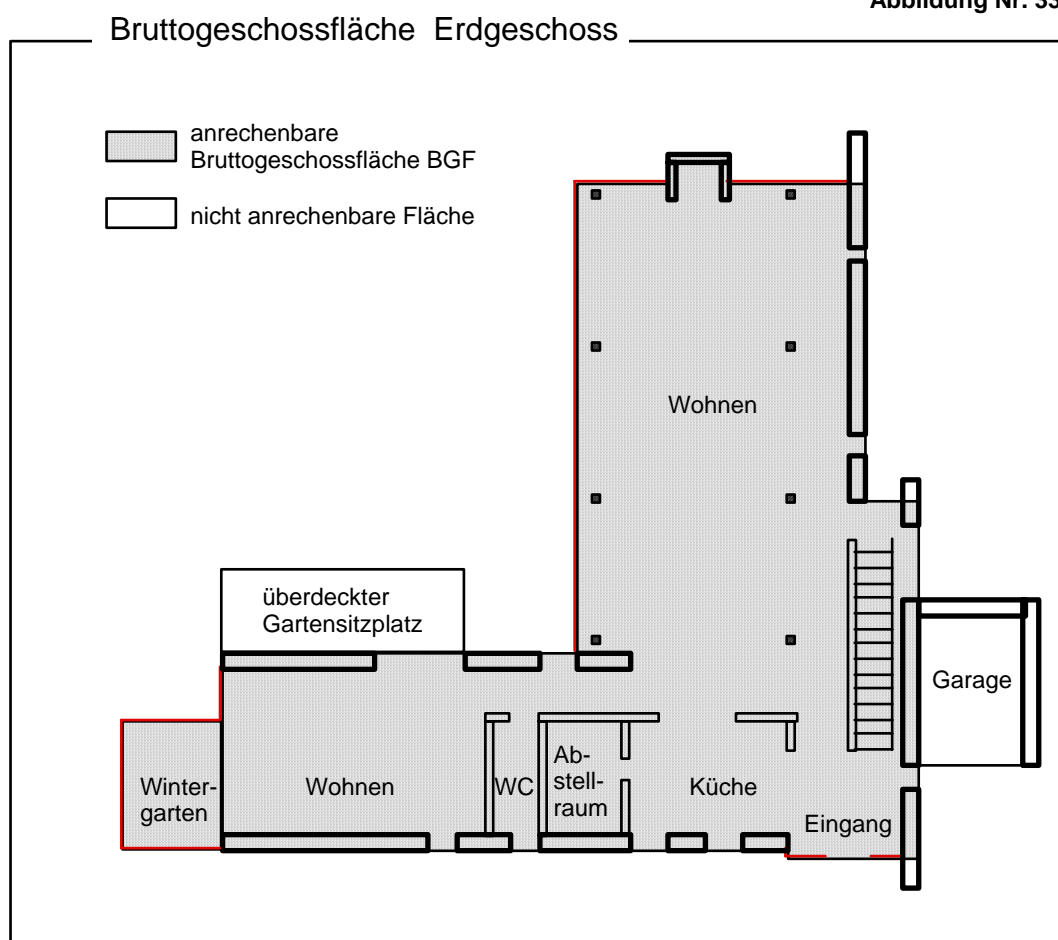 Abbildung Nr. 33
Bruttogeschossfläche Erdgeschoss
anrechenbare
Bruttogeschossfläche BGF
nicht anrechenbare Fläche
Wohnen
überdeckter
Gartensitzplatz
Garage
Winter-
garten
Wohnen
WC
Ab-
stell-
raum
Küche
Eingang